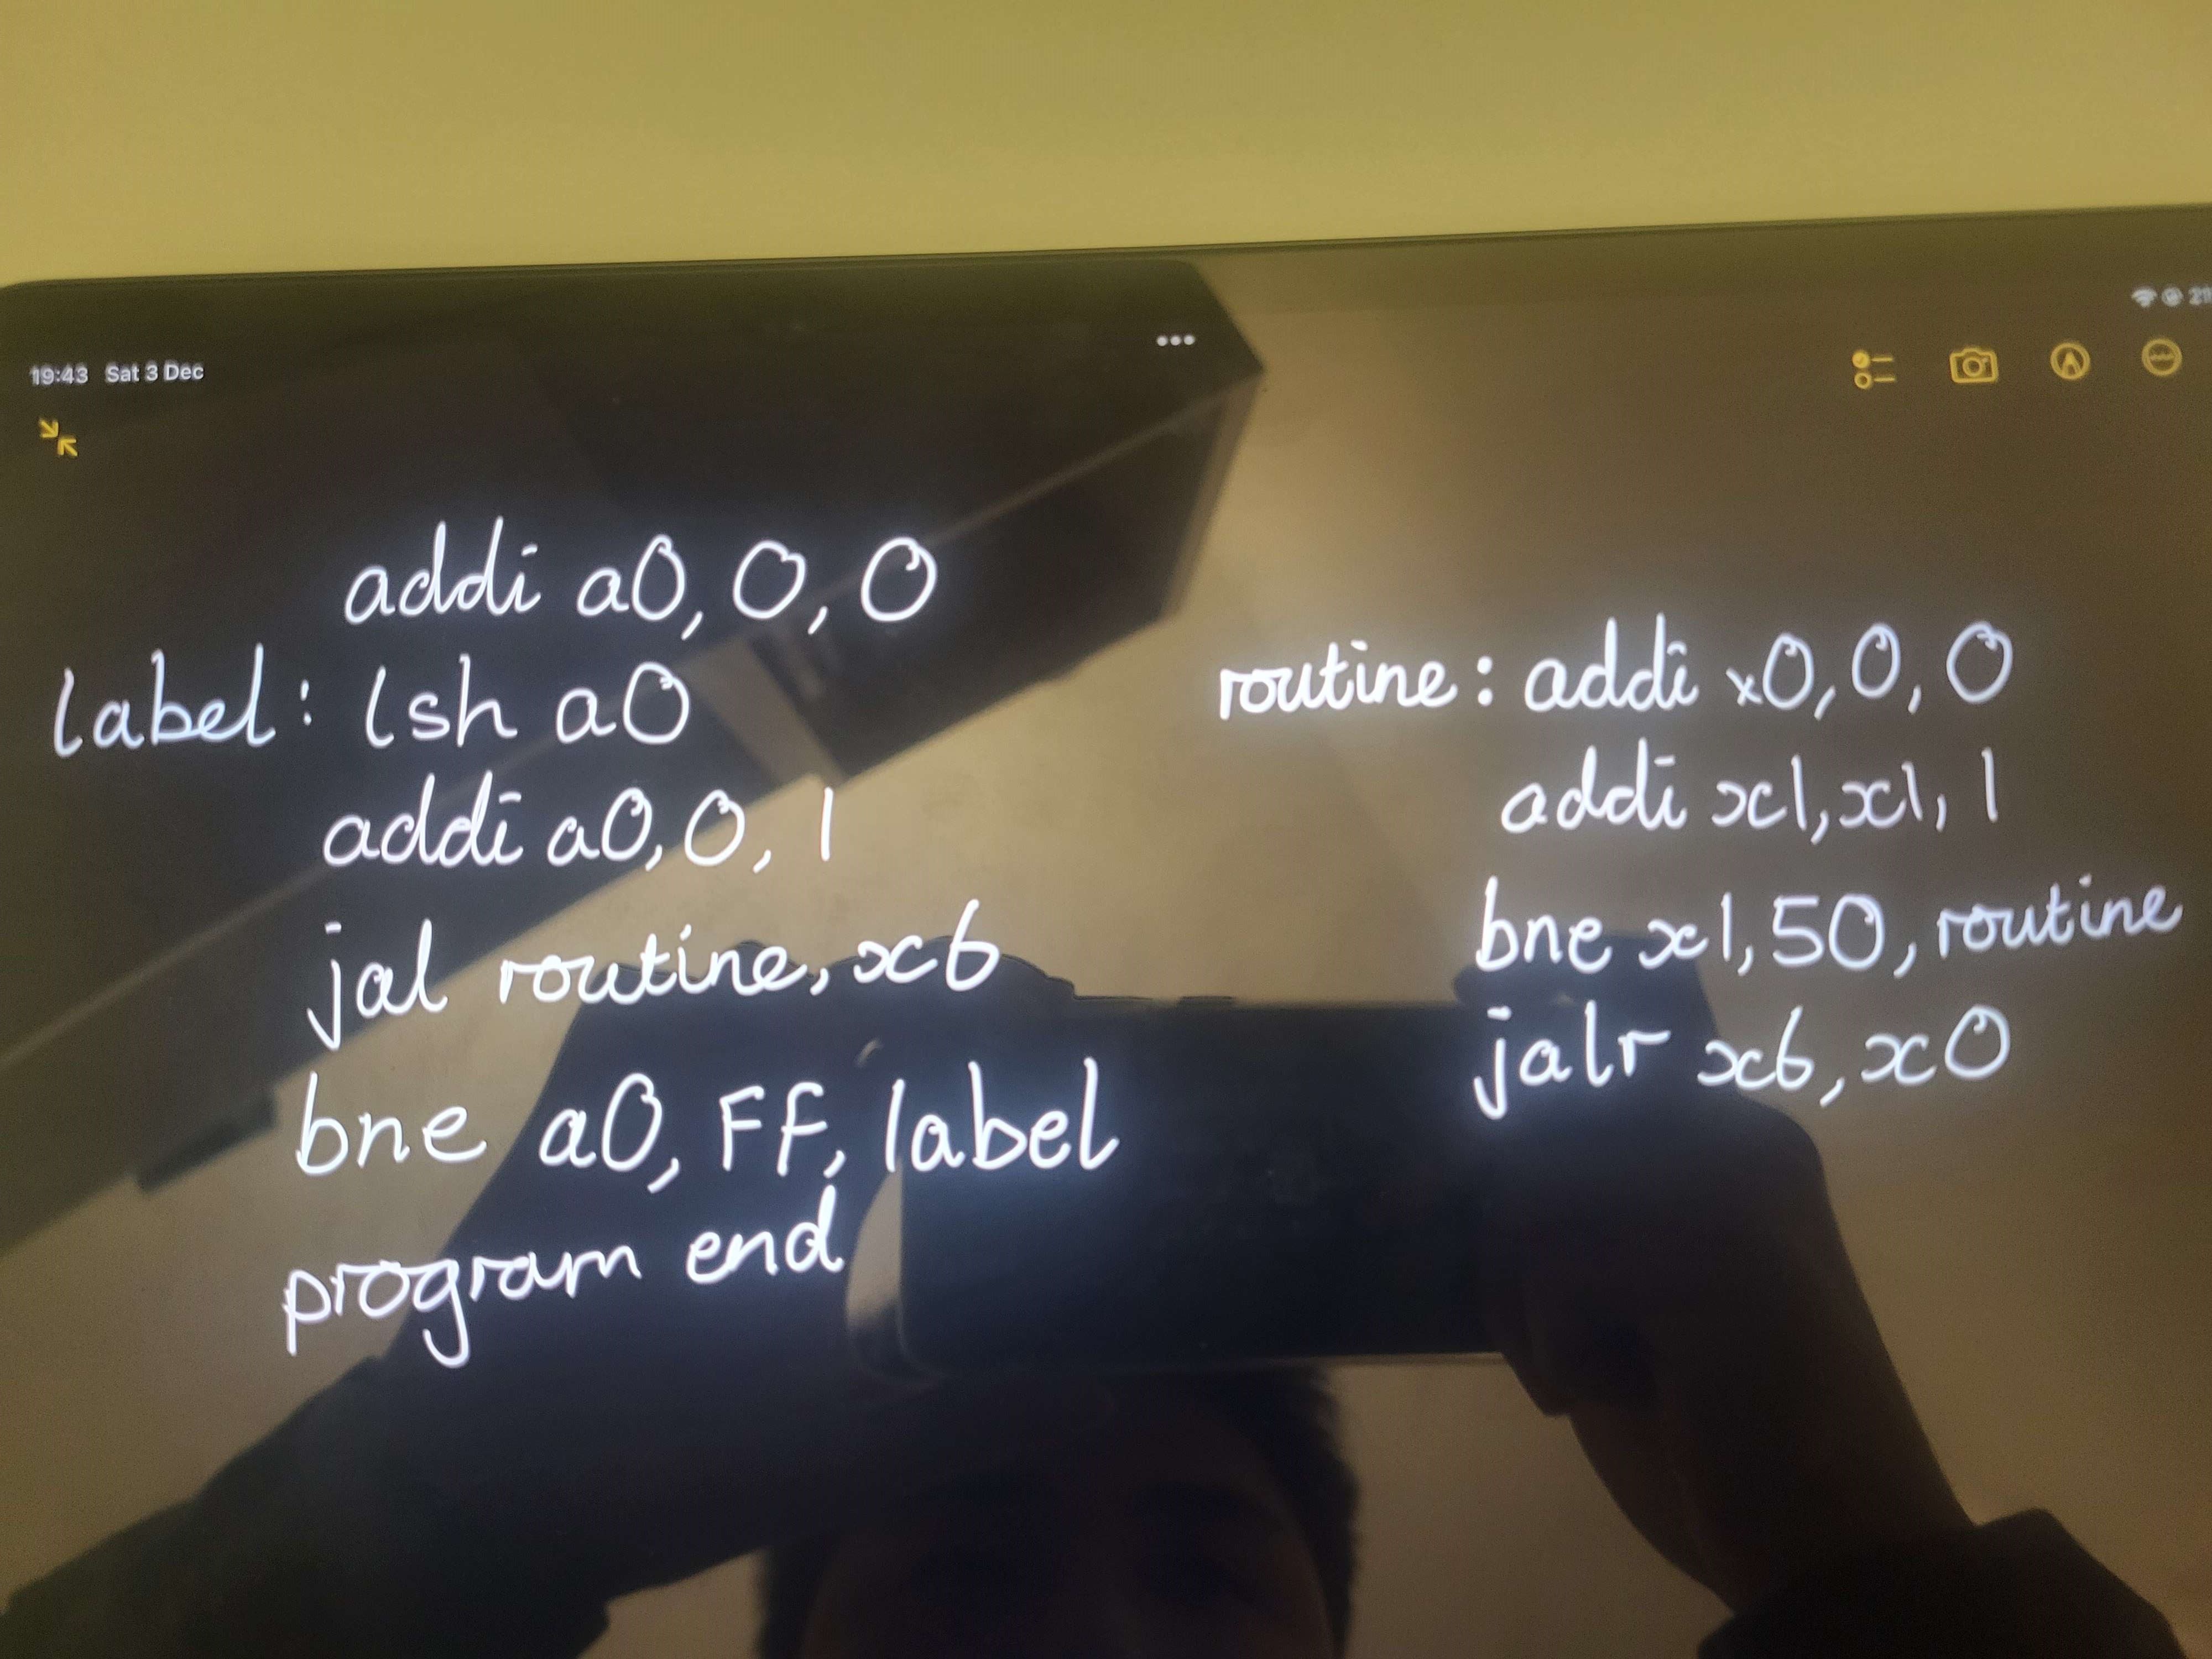 19:43 Sat 3 Dec
addi a0, 0, 0
label: lsh a0
addi a0, 0, 1
jal routine, x6
bne a0, FF, label
program end
routine: addi x0, 0, 0
addi x1, x1, 1
bne x1, 50, routine
jalr x6, x0